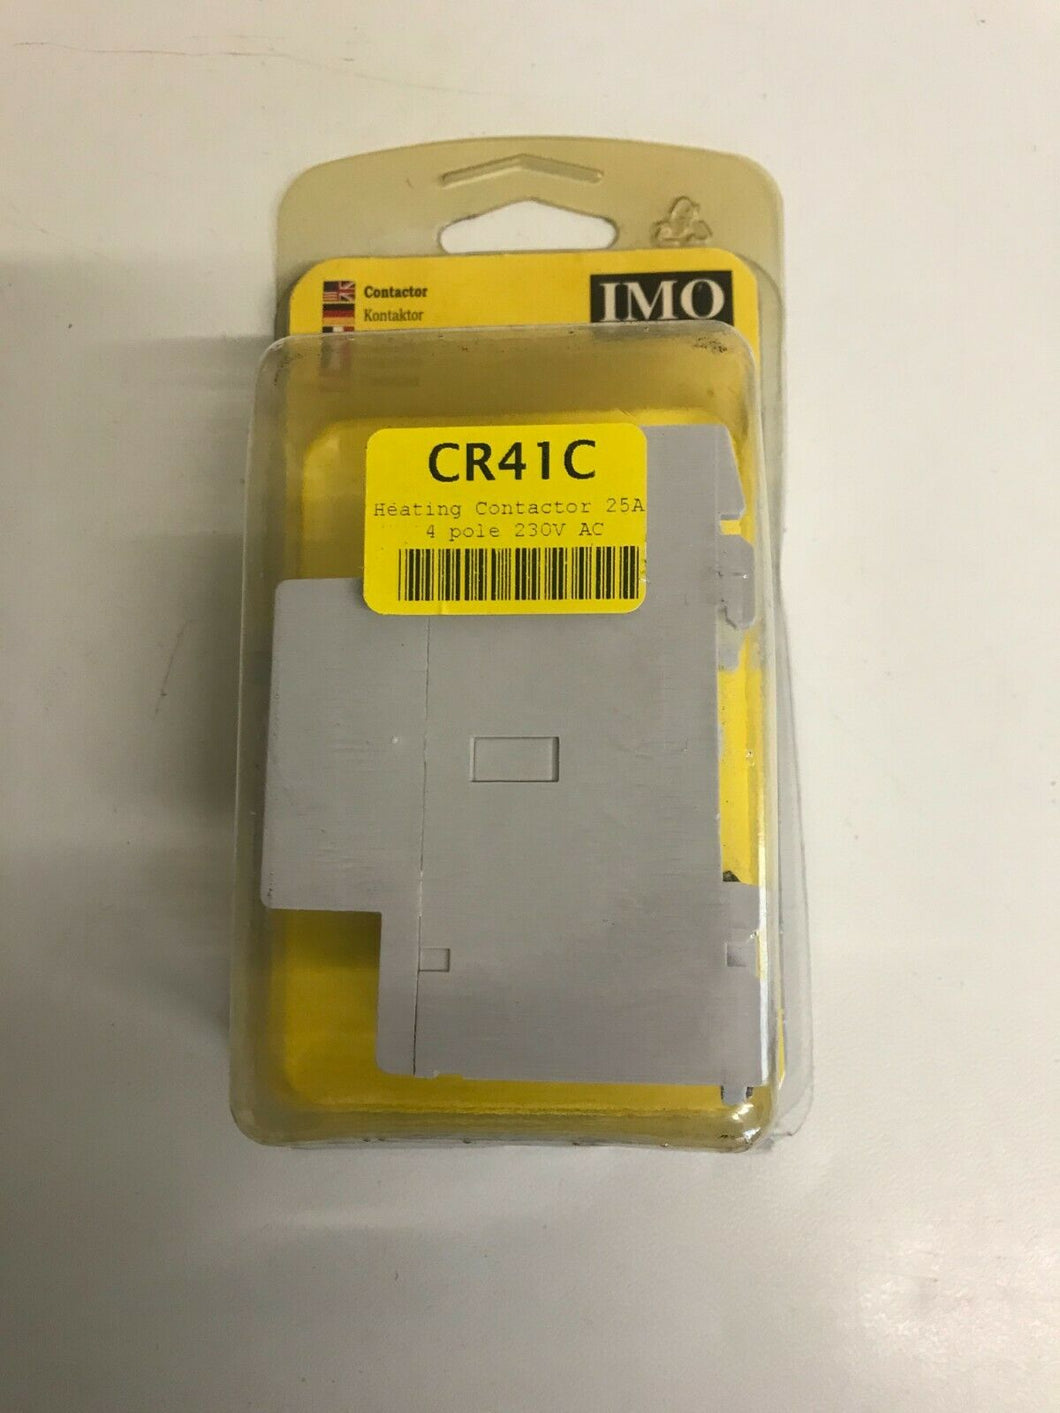 Contactor
Kontaktor
IMO
CR41C
Heating Contactor 25A
4 pole 230V AC